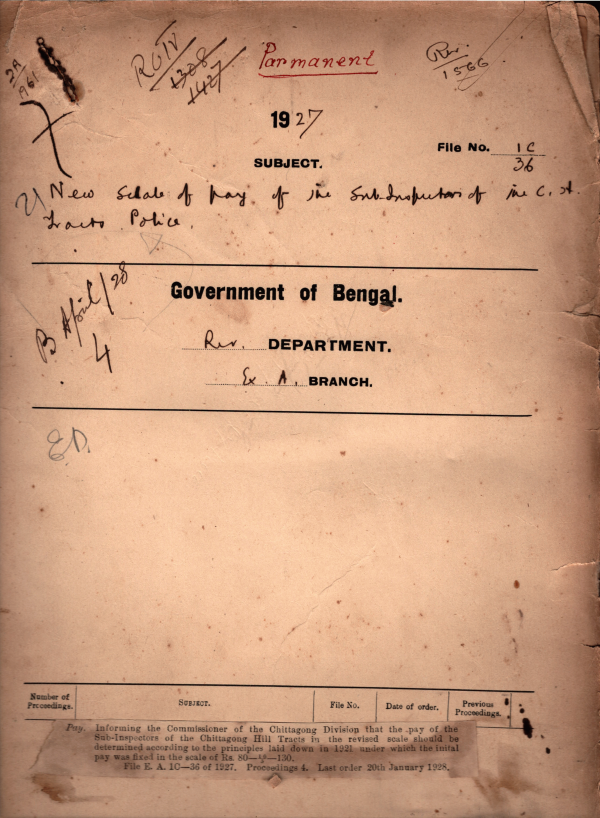 2A
1961
RGTV
1308
1427
Parmanent
Rev.
1566
1927
File No. 1C
36
SUBJECT.
New Scale of pay of the Sub-Inspectors of the C. H.
Tracts Police.
B April/28
4
Government of Bengal.
Rev. DEPARTMENT.
Ex. A. BRANCH.
E.D.
Number of Proceedings.
SUBJECT.
File No.
Date of order.
Previous Proceedings.
Pay. Informing the Commissioner of the Chittagong Division that the pay of the
Sub-Inspectors of the Chittagong Hill Tracts in the revised scale should be
determined according to the principles laid down in 1921 under which the inital
pay was fixed in the scale of Rs. 80— —130.
File E. A. 1C—36 of 1927. Proceedings 4. Last order 20th January 1928.